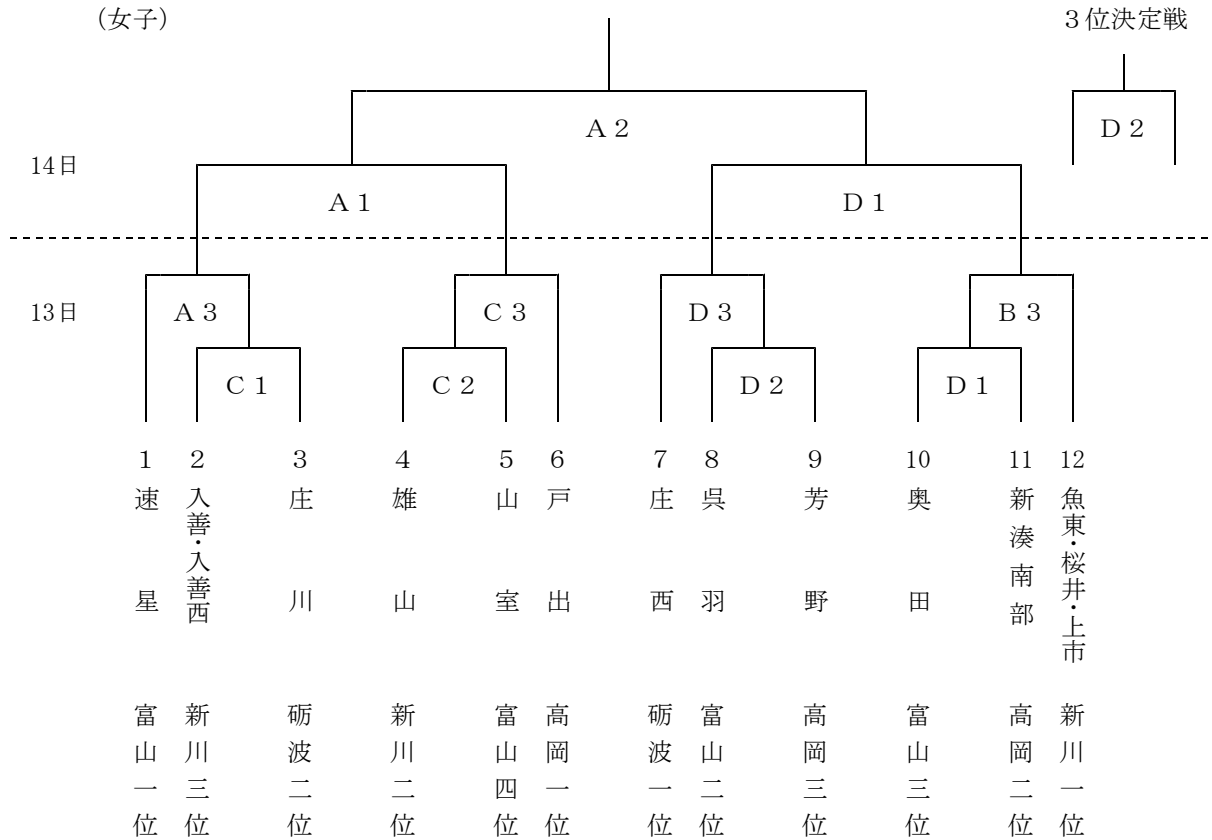 (女子)
３位決定戦
Ａ２
Ｄ２
14日
Ａ１
Ｄ１
13日
Ａ３
Ｃ３
Ｄ３
Ｂ３
Ｃ１
Ｃ２
Ｄ２
Ｄ１
1 2 3 4 5 6 7 8 9 10 11 12
速星
入善・入善西
庄川
雄山
山室
戸出
庄西
呉羽
芳野
奥田
新湊南部
魚東・桜井・上市
富山一位
新川三位
砺波二位
新川二位
富山四位
高岡一位
砺波一位
富山二位
高岡三位
富山三位
高岡二位
新川一位